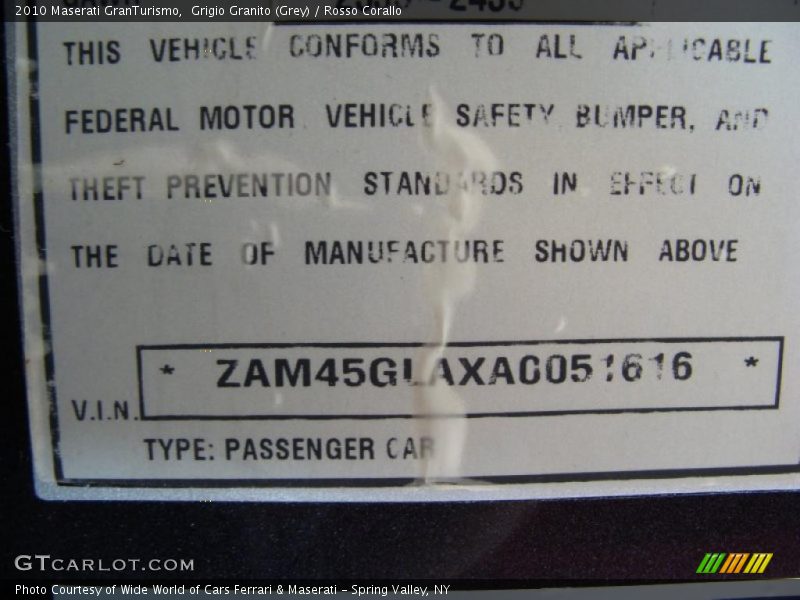 2010 Maserati GranTurismo, Grigio Granito (Grey) / Rosso Corallo
THIS VEHICLE CONFORMS TO ALL APPLICABLE
FEDERAL MOTOR VEHICLE SAFETY BUMPER, AND
THEFT PREVENTION STANDARDS IN EFFECT ON
THE DATE OF MANUFACTURE SHOWN ABOVE
* ZAM45GLAXA0051616 *
V.I.N.
TYPE: PASSENGER CAR
GTCARLOT.COM
Photo Courtesy of Wide World of Cars Ferrari & Maserati - Spring Valley, NY